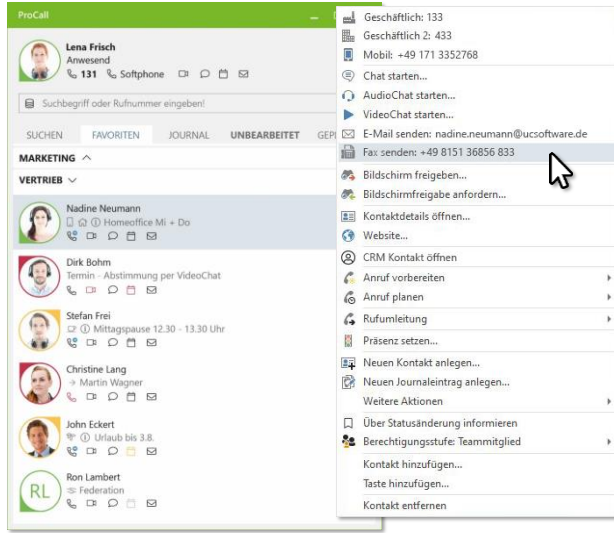 ProCall
Lena Frisch
Anwesend
131 Softphone
Suchbegriff oder Rufnummer eingeben!
SUCHEN FAVORITEN JOURNAL UNBEARBEITET
MARKETING
VERTRIEB
Nadine Neumann
Homeoffice Mi + Do
Dirk Bohm
Termin - Abstimmung per VideoChat
Stefan Frei
Mittagspause 12.30 - 13.30 Uhr
Christine Lang
→ Martin Wagner
John Eckert
Urlaub bis 3.8.
RL
Ron Lambert
Federation
Geschäftlich: 133
Geschäftlich 2: 433
Mobil: +49 171 3352768
Chat starten...
AudioChat starten...
VideoChat starten...
E-Mail senden: nadine.neumann@ucsoftware.de
Fax senden: +49 8151 36856 833
Bildschirm freigeben...
Bildschirmfreigabe anfordern...
Kontaktdetails öffnen...
Website...
CRM Kontakt öffnen
Anruf vorbereiten
Anruf planen
Rufumleitung
Präsenz setzen...
Neuen Kontakt anlegen...
Neuen Journaleintrag anlegen...
Weitere Aktionen
Über Statusänderung informieren
Berechtigungsstufe: Teammitglied
Kontakt hinzufügen...
Taste hinzufügen...
Kontakt entfernen